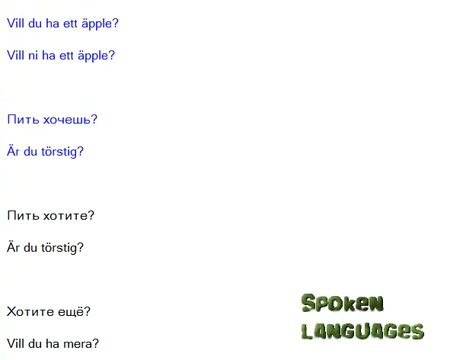 Vill du ha ett äpple?
Vill ni ha ett äpple?
Пить хочешь?
Är du törstig?
Пить хотите?
Är du törstig?
Хотите ещё?
Vill du ha mera?
SPOKEN
LANGUAGES